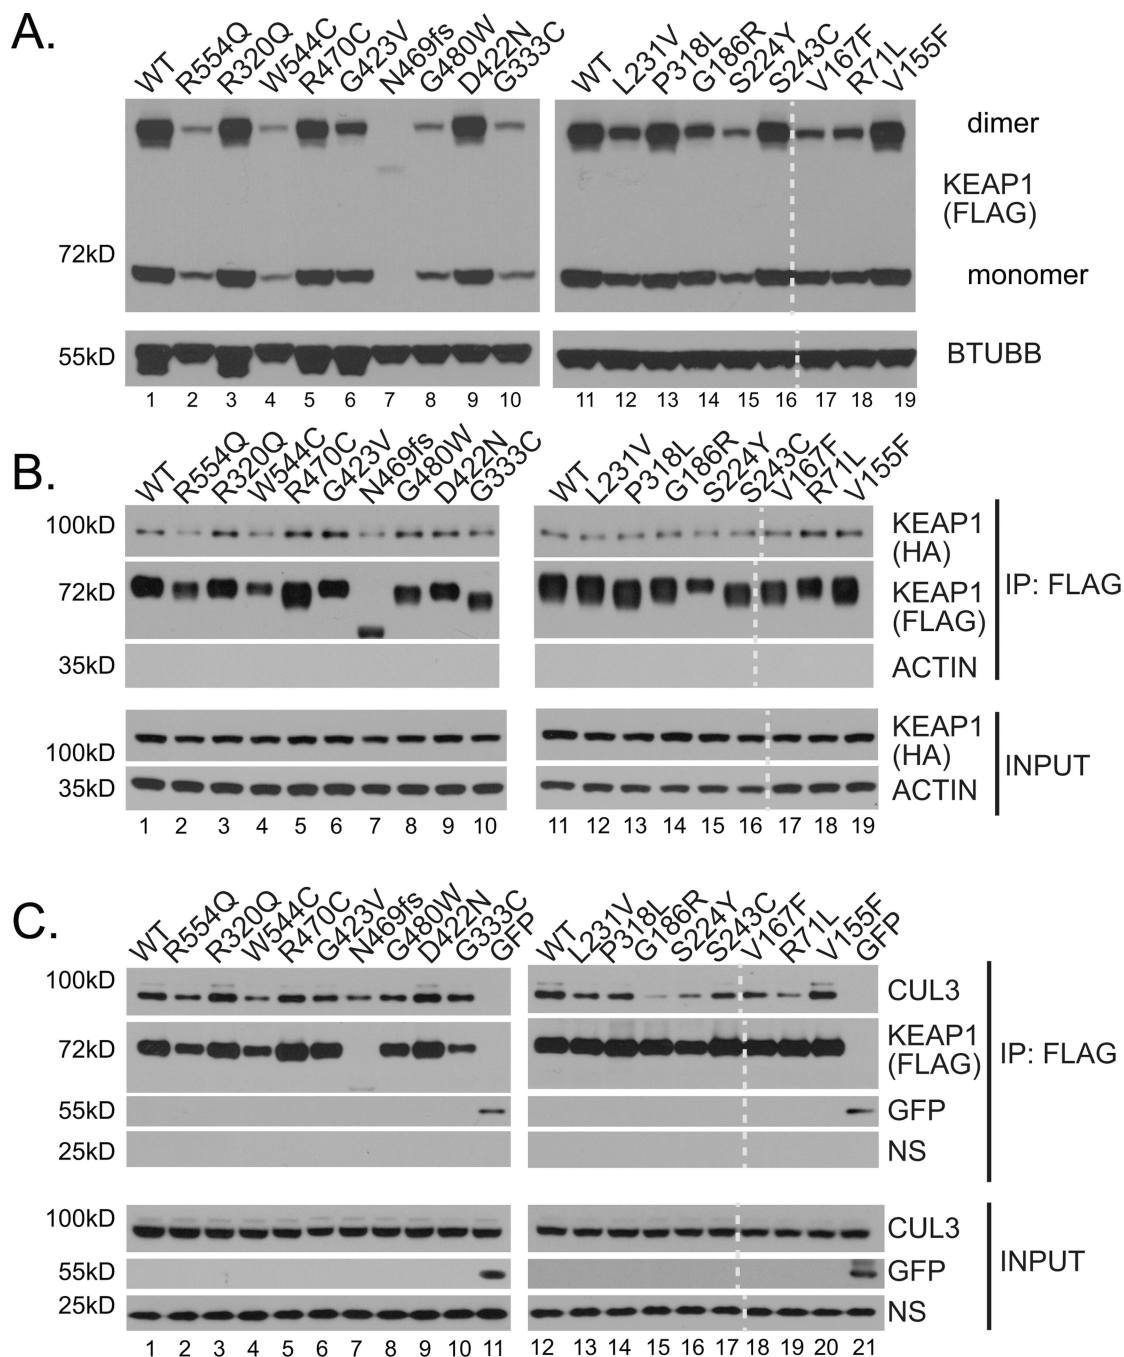 A.
WT R554Q R320Q W544C R470C G423V N469fs G480W D422N G333C WT L231V P318L G186R S224Y S243C V167F R71L V155F
dimer
KEAP1
(FLAG)
72kD
monomer
55kD BTUBB
1 2 3 4 5 6 7 8 9 10 11 12 13 14 15 16 17 18 19
B.
WT R554Q R320Q W544C R470C G423V N469fs G480W D422N G333C WT L231V P318L G186R S224Y S243C V167F R71L V155F
100kD KEAP1
(HA)
72kD KEAP1
(FLAG)
IP: FLAG
35kD ACTIN
KEAP1
100kD (HA)
INPUT
35kD ACTIN
1 2 3 4 5 6 7 8 9 10 11 12 13 14 15 16 17 18 19
C.
WT R554Q R320Q W544C R470C G423V N469fs G480W D422N G333C GFP WT L231V P318L G186R S224Y S243C V167F R71L V155F GFP
100kD CUL3
72kD KEAP1
(FLAG)
IP: FLAG
55kD GFP
25kD NS
100kD CUL3
55kD GFP
INPUT
25kD NS
1 2 3 4 5 6 7 8 9 10 11 12 13 14 15 16 17 18 19 20 21